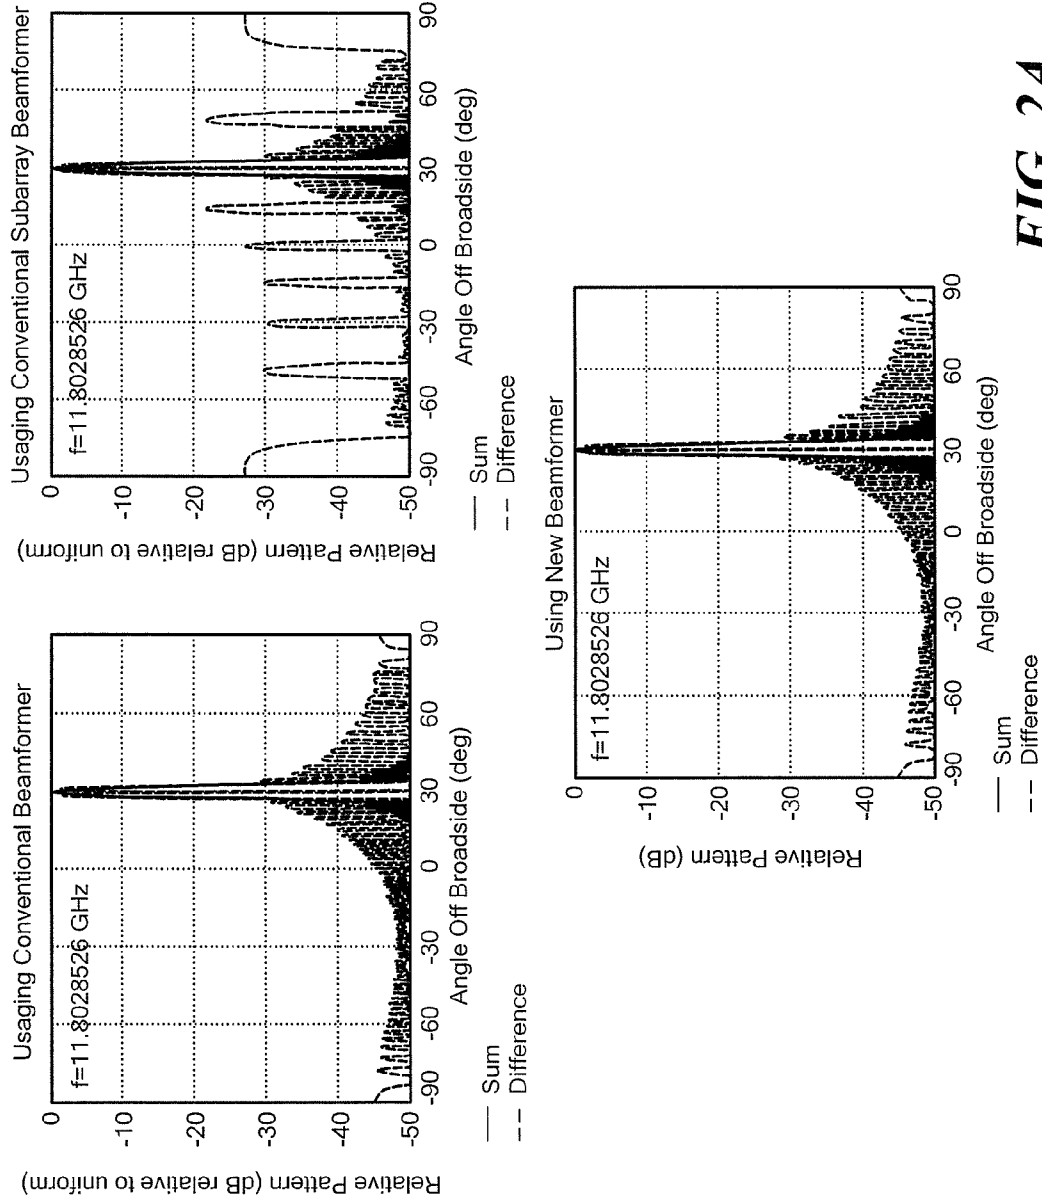 Usaging Conventional Beamformer
f=11.8028526 GHz
Relative Pattern (dB relative to uniform)
0
-10
-20
-30
-40
-50
-90
-60
-30
0
30
60
90
Angle Off Broadside (deg)
Sum
Difference
Usaging Conventional Subarray Beamformer
f=11.8028526 GHz
Relative Pattern (dB relative to uniform)
0
-10
-20
-30
-40
-50
-90
-60
-30
0
30
60
90
Angle Off Broadside (deg)
Sum
Difference
Using New Beamformer
f=11.8028526 GHz
Relative Pattern (dB)
0
-10
-20
-30
-40
-50
-90
-60
-30
0
30
60
90
Angle Off Broadside (deg)
Sum
Difference
FIG. 2A